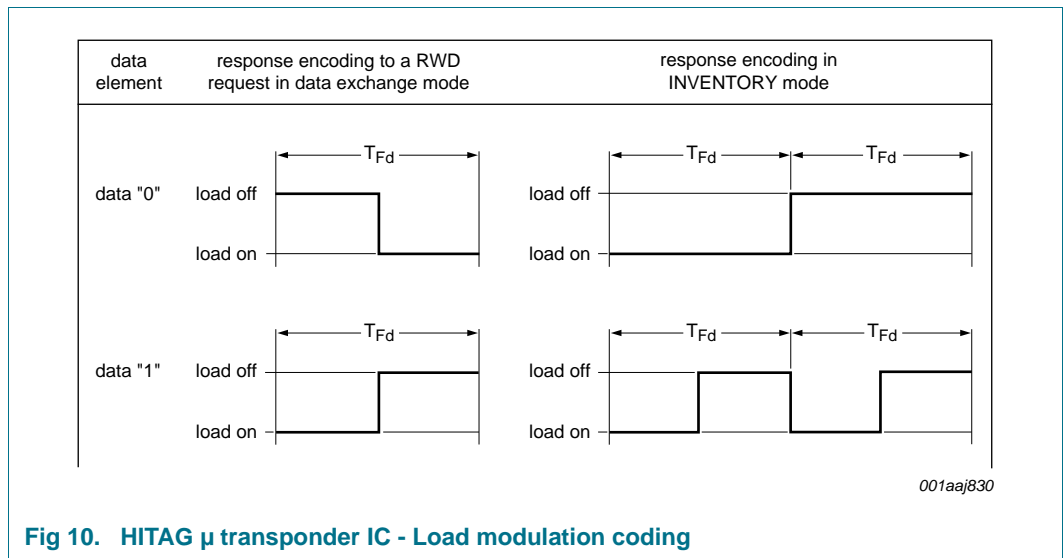 data element
response encoding to a RWD request in data exchange mode
response encoding in INVENTORY mode
TFd
TFd
TFd
data "0"
load off
load off
load on
load on
TFd
TFd
TFd
data "1"
load off
load off
load on
load on
001aaj830
Fig 10. HITAG µ transponder IC - Load modulation coding